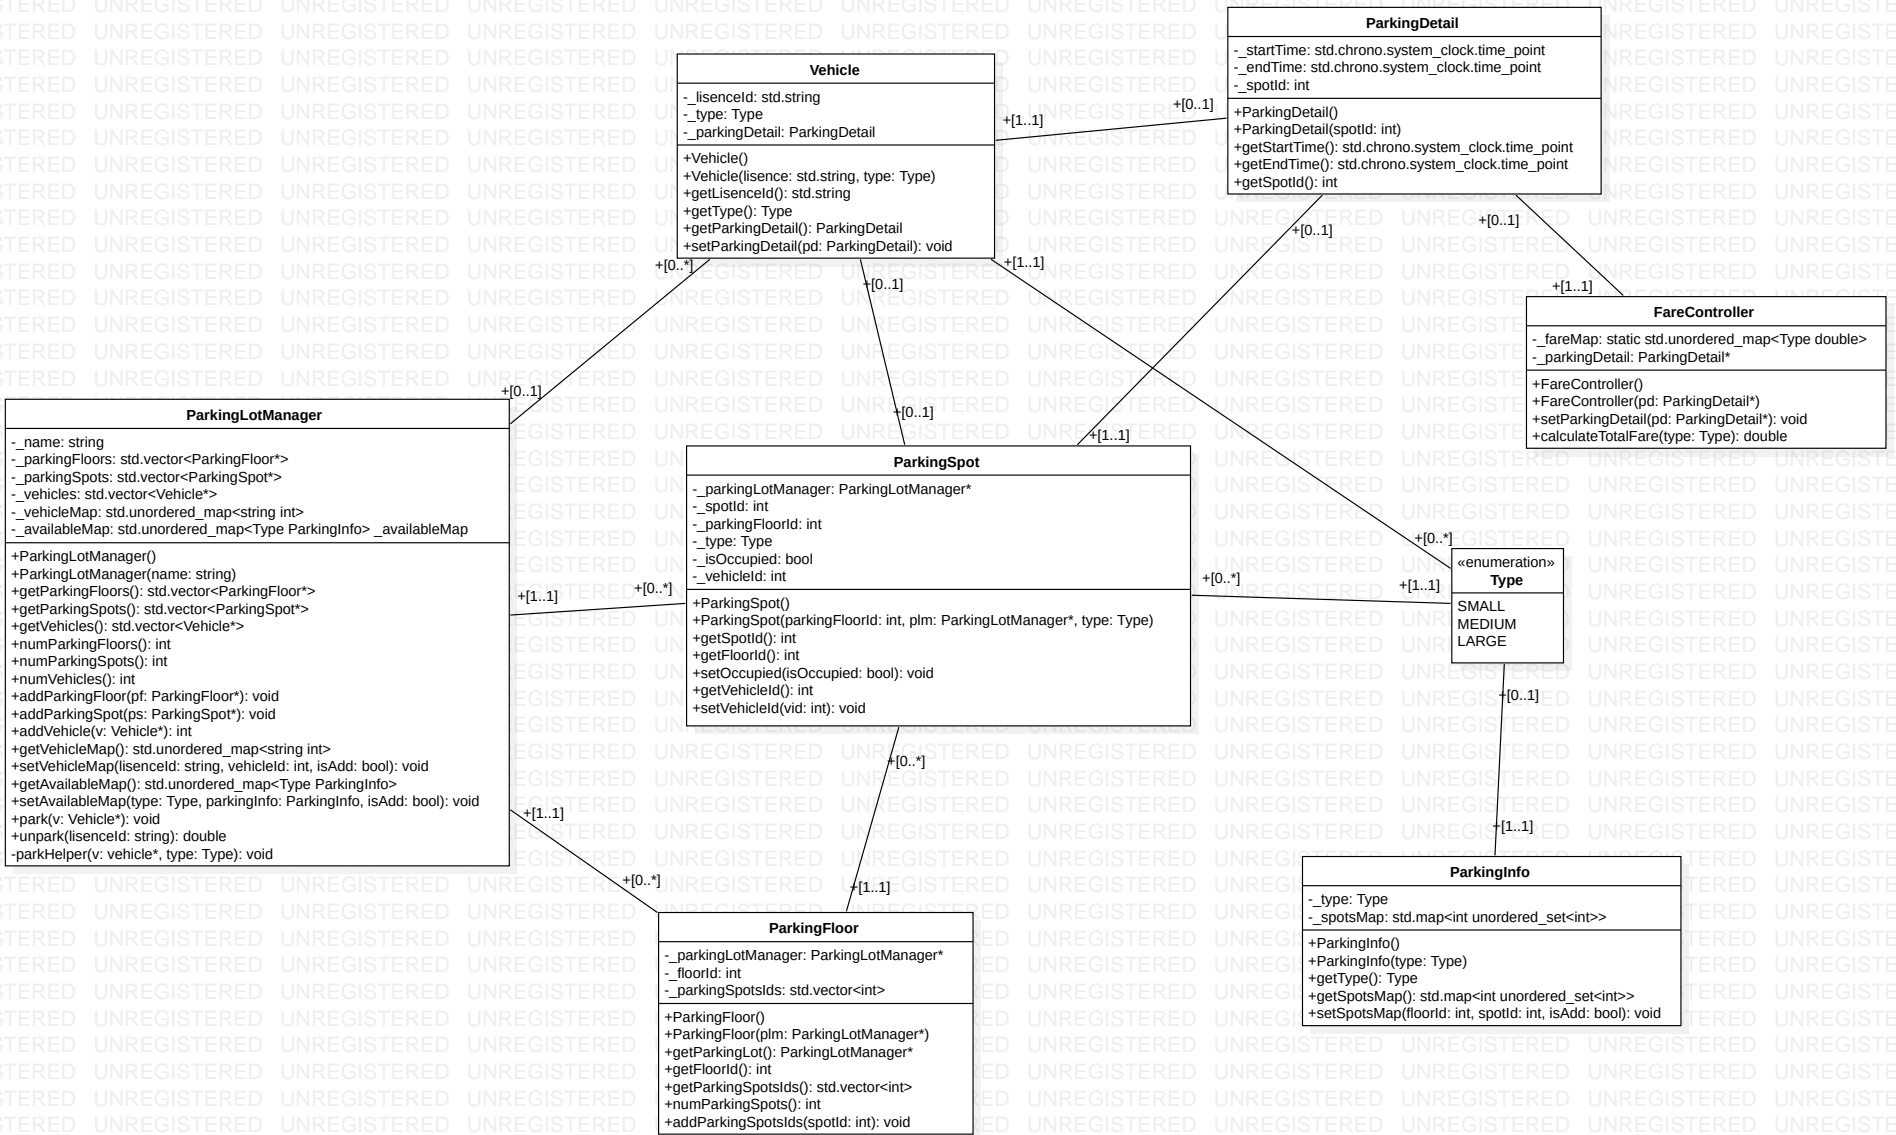 ParkingDetail
-_startTime: std.chrono.system_clock.time_point
-_endTime: std.chrono.system_clock.time_point
-_spotId: int
+ParkingDetail()
+ParkingDetail(spotId: int)
+getStartTime(): std.chrono.system_clock.time_point
+getEndTime(): std.chrono.system_clock.time_point
+getSpotId(): int
Vehicle
-_lisenceId: std.string
-_type: Type
-_parkingDetail: ParkingDetail
+Vehicle()
+Vehicle(lisence: std.string, type: Type)
+getLisenceId(): std.string
+getType(): Type
+getParkingDetail(): ParkingDetail
+setParkingDetail(pd: ParkingDetail): void
+[1..1]
+[0..1]
+[0..1]
+[0..1]
+[1..1]
FareController
-_fareMap: static std.unordered_map<Type double>
-_parkingDetail: ParkingDetail*
+FareController()
+FareController(pd: ParkingDetail*)
+setParkingDetail(pd: ParkingDetail*): void
+calculateTotalFare(type: Type): double
+[0..*]
+[0..1]
+[1..1]
+[0..1]
+[0..1]
+[1..1]
ParkingLotManager
-_name: string
-_parkingFloors: std.vector<ParkingFloor*>
-_parkingSpots: std.vector<ParkingSpot*>
-_vehicles: std.vector<Vehicle*>
-_vehicleMap: std.unordered_map<string int>
-_availableMap: std.unordered_map<Type ParkingInfo> _availableMap
+ParkingLotManager()
+ParkingLotManager(name: string)
+getParkingFloors(): std.vector<ParkingFloor*>
+getParkingSpots(): std.vector<ParkingSpot*>
+getVehicles(): std.vector<Vehicle*>
+numParkingFloors(): int
+numParkingSpots(): int
+numVehicles(): int
+addParkingFloor(pf: ParkingFloor*): void
+addParkingSpot(ps: ParkingSpot*): void
+addVehicle(v: Vehicle*): int
+getVehicleMap(): std.unordered_map<string int>
+setVehicleMap(lisenceId: string, vehicleId: int, isAdd: bool): void
+getAvailableMap(): std.unordered_map<Type ParkingInfo>
+setAvailableMap(type: Type, parkingInfo: ParkingInfo, isAdd: bool): void
+park(v: Vehicle*): void
+unpark(lisenceId: string): double
-parkHelper(v: vehicle*, type: Type): void
ParkingSpot
-_parkingLotManager: ParkingLotManager*
-_spotId: int
-_parkingFloorId: int
-_type: Type
-_isOccupied: bool
-_vehicleId: int
+ParkingSpot()
+ParkingSpot(parkingFloorId: int, plm: ParkingLotManager*, type: Type)
+getSpotId(): int
+getFloorId(): int
+setOccupied(isOccupied: bool): void
+getVehicleId(): int
+setVehicleId(vid: int): void
+[1..1]
+[0..*]
+[0..*]
+[0..*]
+[1..1]
«enumeration»
Type
SMALL
MEDIUM
LARGE
+[0..1]
+[1..1]
+[0..*]
+[1..1]
+[1..1]
+[0..*]
ParkingInfo
-_type: Type
-_spotsMap: std.map<int unordered_set<int>>
+ParkingInfo()
+ParkingInfo(type: Type)
+getType(): Type
+getSpotsMap(): std.map<int unordered_set<int>>
+setSpotsMap(floorId: int, spotId: int, isAdd: bool): void
ParkingFloor
-_parkingLotManager: ParkingLotManager*
-_floorId: int
-_parkingSpotsIds: std.vector<int>
+ParkingFloor()
+ParkingFloor(plm: ParkingLotManager*)
+getParkingLot(): ParkingLotManager*
+getFloorId(): int
+getParkingSpotsIds(): std.vector<int>
+numParkingSpots(): int
+addParkingSpotsIds(spotId: int): void
UNREGISTERED